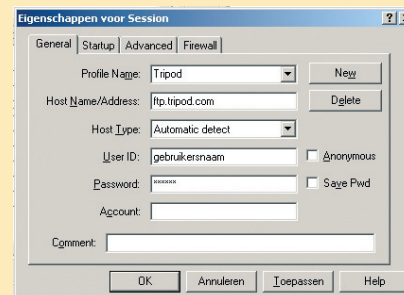 Eigenschappen voor Session
General Startup Advanced Firewall
Profile Name: Tripod New
Host Name/Address: ftp.tripod.com Delete
Host Type: Automatic detect
User ID: gebruikersnaam Anonymous
Password: ****** Save Pwd
Account:
Comment:
OK Annuleren Toepassen Help